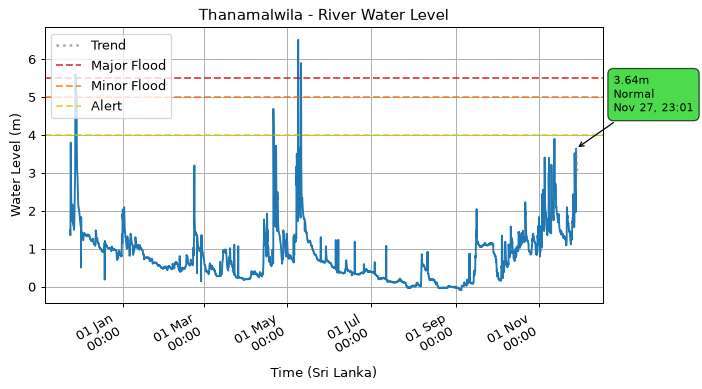 Thanamalwila - River Water Level
Trend
Major Flood
Minor Flood
Alert
3.64m
Normal
Nov 27, 23:01
Water Level (m)
6
5
4
3
2
1
0
01 Jan
00:00
01 Mar
00:00
01 May
00:00
01 Jul
00:00
01 Sep
00:00
01 Nov
00:00
Time (Sri Lanka)